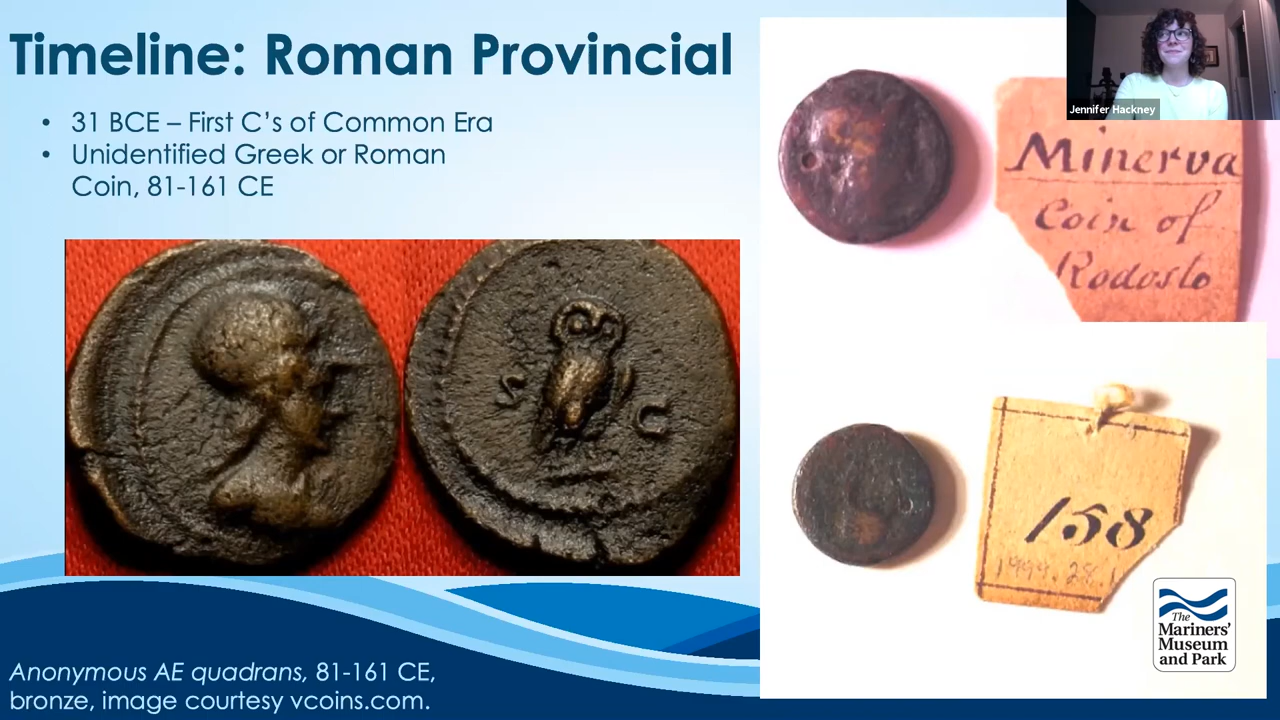 Timeline: Roman Provincial
• 31 BCE – First C’s of Common Era
• Unidentified Greek or Roman
Coin, 81-161 CE
S C
Anonymous AE quadrans, 81-161 CE,
bronze, image courtesy vcoins.com.
Jennifer Hackney
Minerva
Coin of
Rodosto
158
The
Mariners’
Museum
and Park